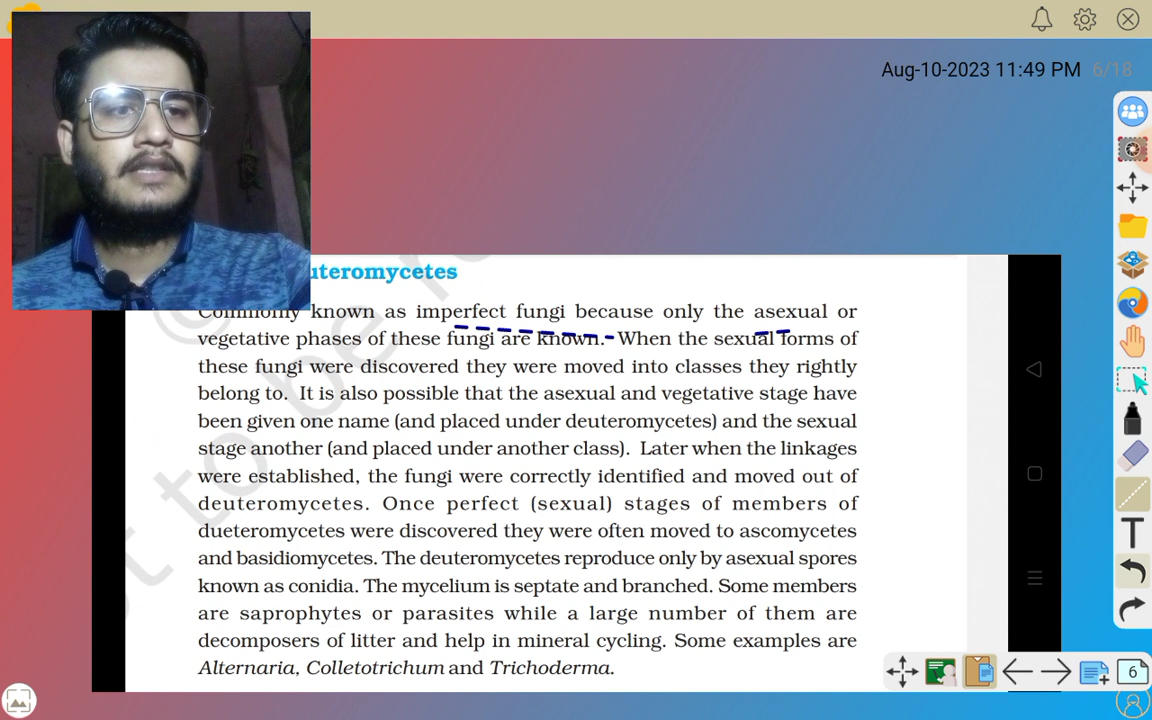 Aug-10-2023 11:49 PM 6/18
uteromycetes
Commonly known as imperfect fungi because only the asexual or
vegetative phases of these fungi are known. When the sexual forms of
these fungi were discovered they were moved into classes they rightly
belong to. It is also possible that the asexual and vegetative stage have
been given one name (and placed under deuteromycetes) and the sexual
stage another (and placed under another class). Later when the linkages
were established, the fungi were correctly identified and moved out of
deuteromycetes. Once perfect (sexual) stages of members of
dueteromycetes were discovered they were often moved to ascomycetes
and basidiomycetes. The deuteromycetes reproduce only by asexual spores
known as conidia. The mycelium is septate and branched. Some members
are saprophytes or parasites while a large number of them are
decomposers of litter and help in mineral cycling. Some examples are
Alternaria, Colletotrichum and Trichoderma.
T
6